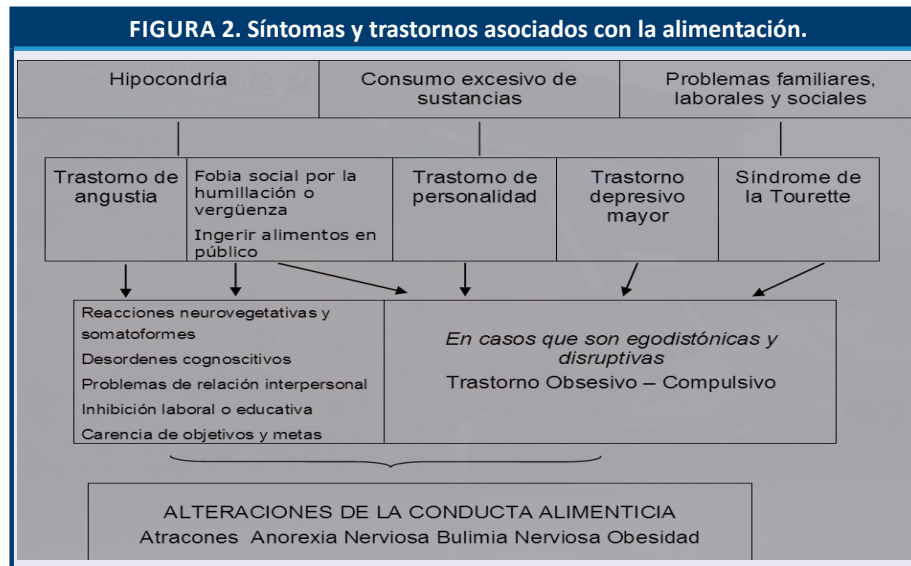 FIGURA 2. Síntomas y trastornos asociados con la alimentación.
Hipocondría
Consumo excesivo de
sustancias
Problemas familiares,
laborales y sociales
Trastorno de
angustia
Fobia social por la
humillación o
vergüenza
Ingerir alimentos en
público
Trastorno de
personalidad
Trastorno
depresivo
mayor
Síndrome de
la Tourette
Reacciones neurovegetativas y
somatoformes
Desordenes cognoscitivos
Problemas de relación interpersonal
Inhibición laboral o educativa
Carencia de objetivos y metas
En casos que son egodistónicas y
disruptivas
Trastorno Obsesivo – Compulsivo
ALTERACIONES DE LA CONDUCTA ALIMENTICIA
Atracones Anorexia Nerviosa Bulimia Nerviosa Obesidad